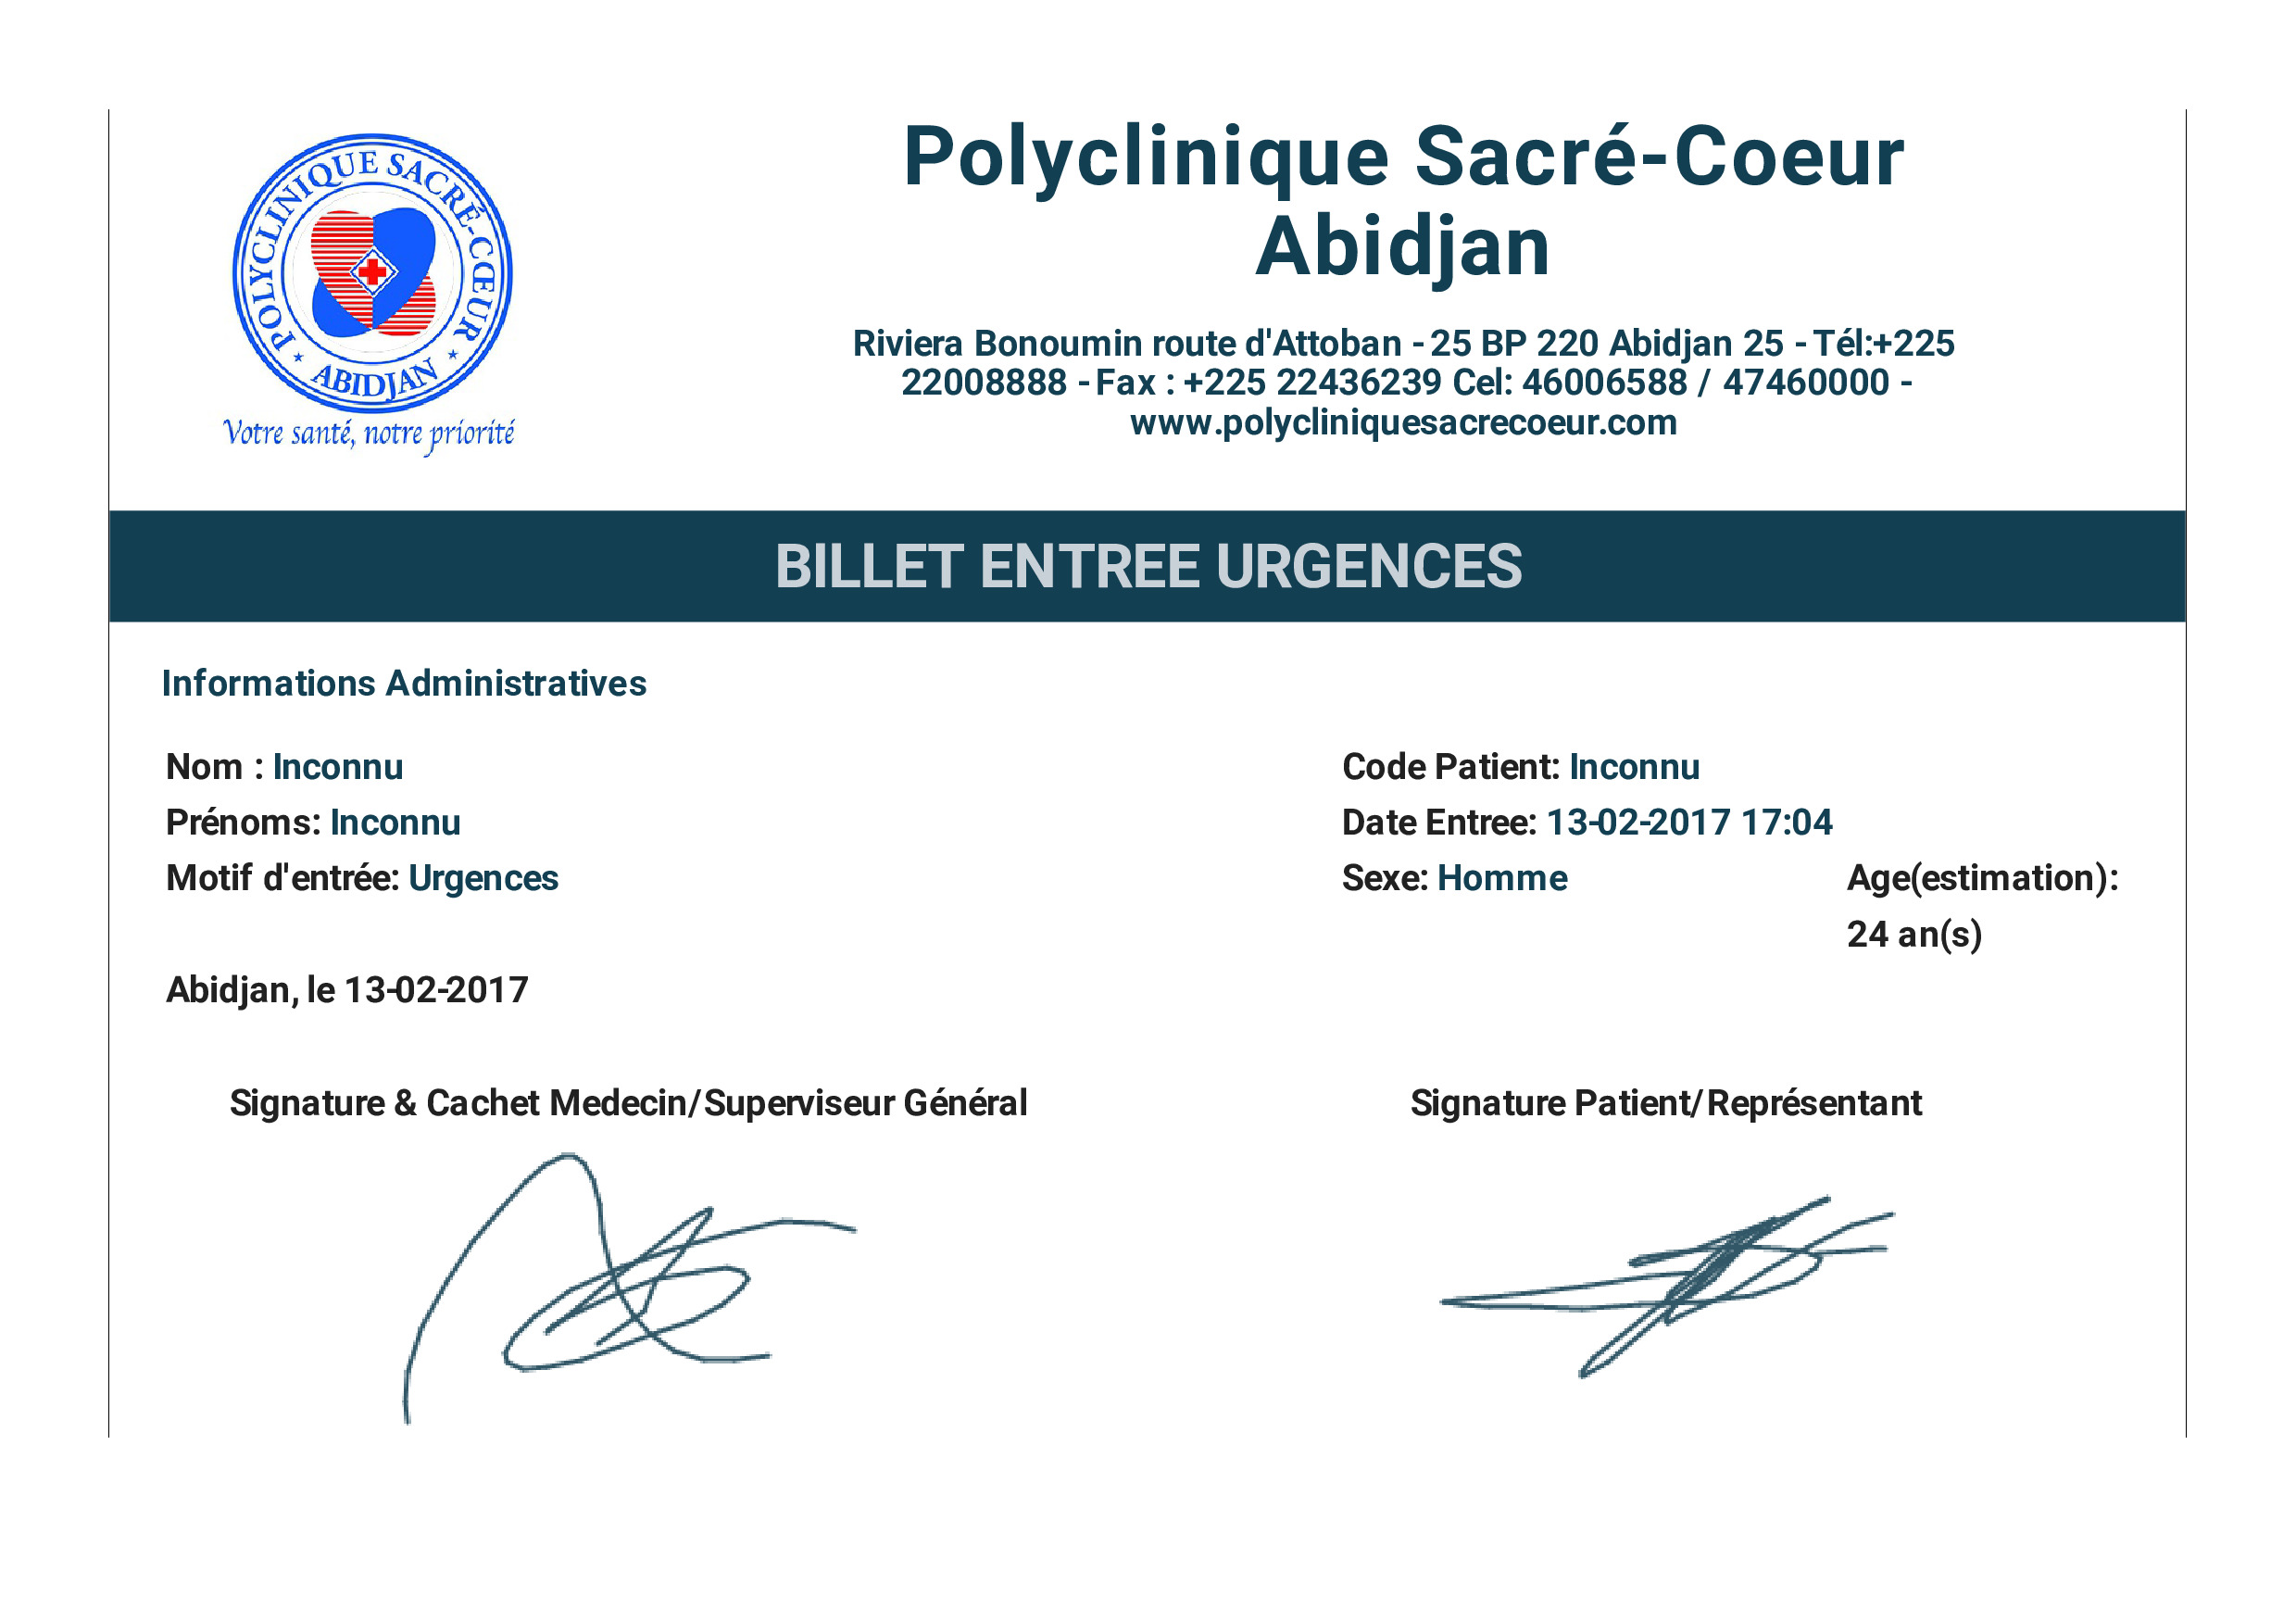 POLYCLINIQUE SACRÉ-CŒUR
ABIDJAN
Votre santé, notre priorité
Polyclinique Sacré-Coeur
Abidjan
Riviera Bonoumin route d'Attoban - 25 BP 220 Abidjan 25 - Tél:+225
22008888 - Fax : +225 22436239 Cel: 46006588 / 47460000 -
www.polycliniquesacrecoeur.com
BILLET ENTREE URGENCES
Informations Administratives
Nom : Inconnu
Code Patient: Inconnu
Prénoms: Inconnu
Date Entree: 13-02-2017 17:04
Motif d'entrée: Urgences
Sexe: Homme
Age(estimation):
24 an(s)
Abidjan, le 13-02-2017
Signature & Cachet Medecin/Superviseur Général
Signature Patient/Représentant